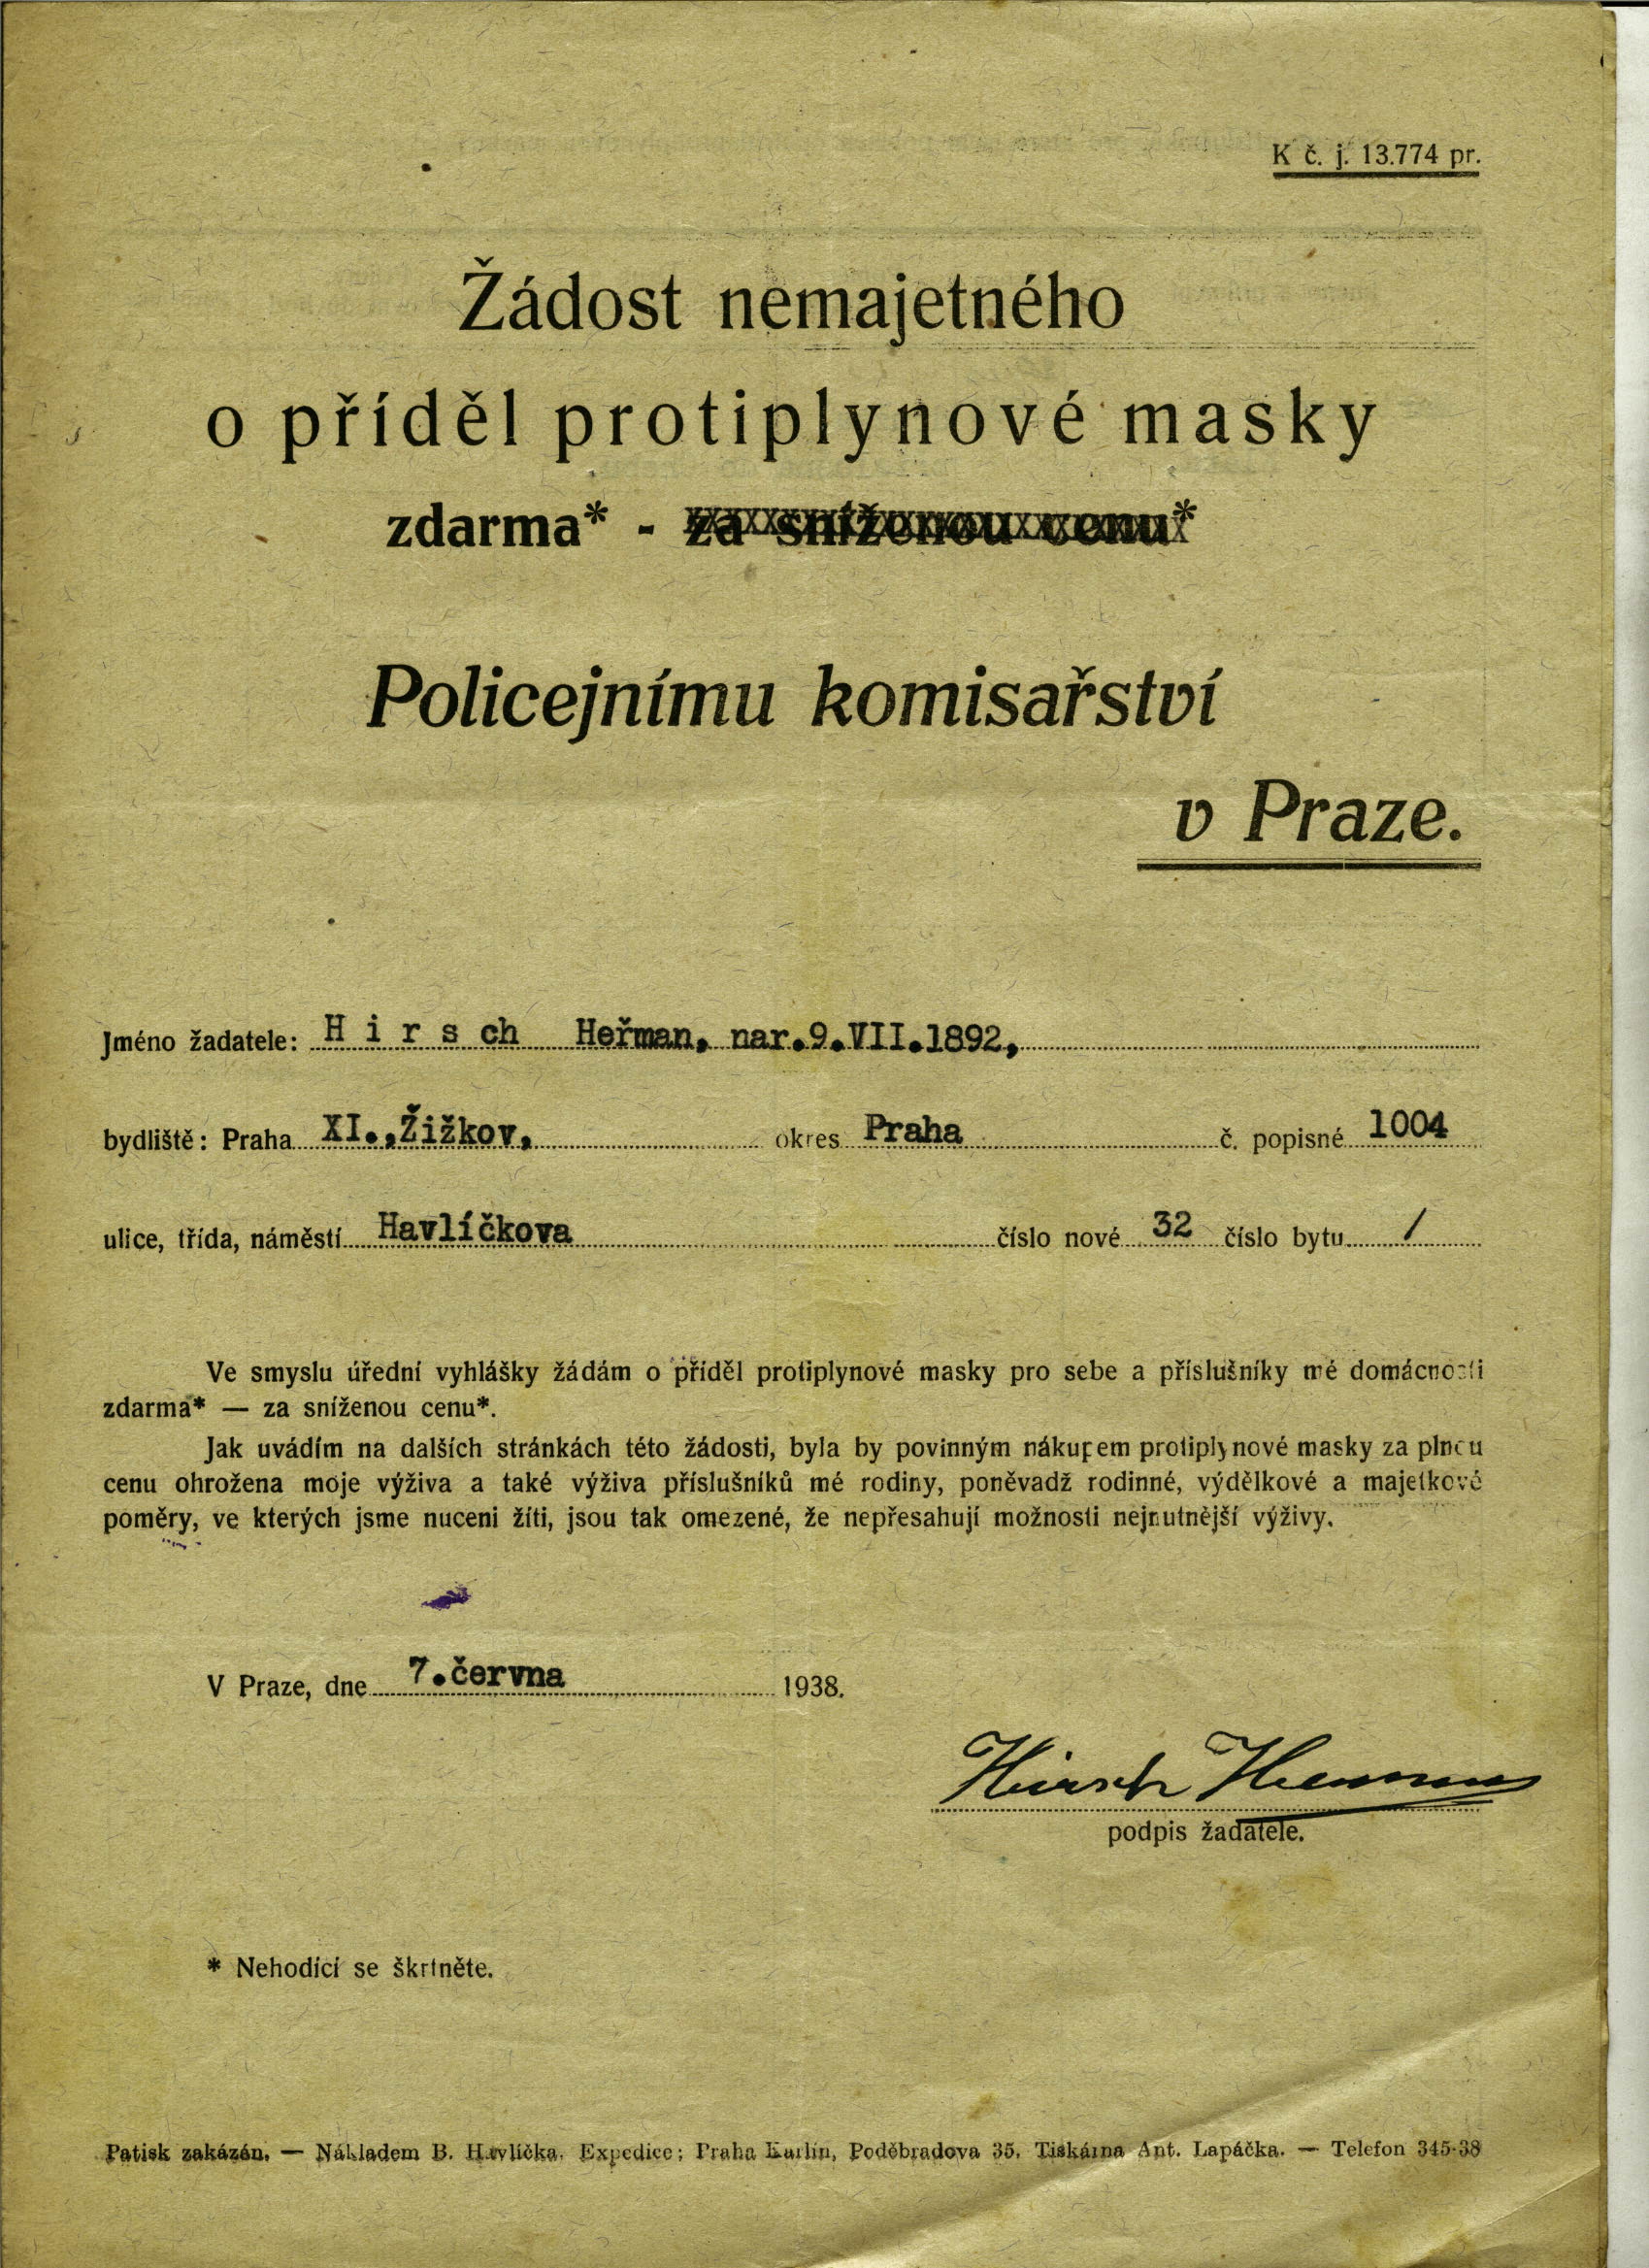 K č. j. 13.774 pr.
Žádost nemajetného
o příděl protiplynové masky
zdarma* - za sníženou cenu*
Policejnímu komisařství
v Praze.
Jméno žadatele: Hirsch Heřman, nar.9.VII.1892,
bydliště: Praha XI.,Žižkov, okres Praha č. popisné 1004
ulice, třída, náměstí Havlíčkova číslo nové 32 číslo bytu /
Ve smyslu úřední vyhlášky žádám o příděl protiplynové masky pro sebe a příslušníky mé domácnosti
zdarma* — za sníženou cenu*.
Jak uvádím na dalších stránkách této žádosti, byla by povinným nákupem protiplynové masky za plnou
cenu ohrožena moje výživa a také výživa příslušníků mé rodiny, poněvadž rodinné, výdělkové a majetkové
poměry, ve kterých jsme nuceni žíti, jsou tak omezené, že nepřesahují možnosti nejnutnější výživy.
V Praze, dne 7.června 1938.
Hirsch Herman
podpis žadatele.
* Nehodící se škrtněte.
Patisk zakázán. — Nákladem B. Havlíčka. Expedice: Praha Karlín, Poděbradova 35. Tiskárna Ant. Lapáčka. — Telefon 345-38